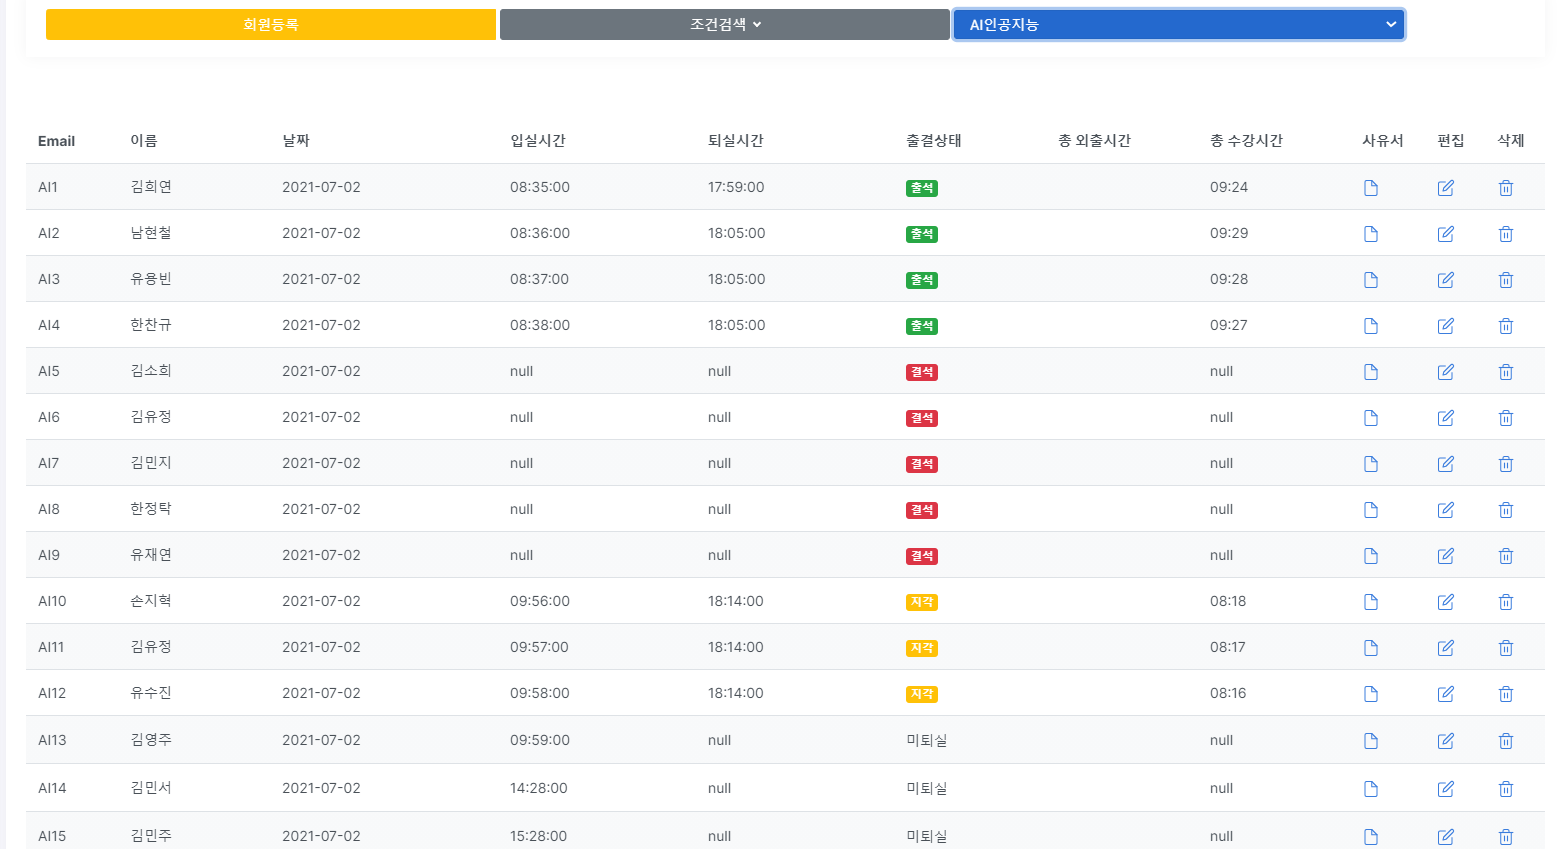 회원등록 조건검색 AI인공지능
Email 이름 날짜 입실시간 퇴실시간 출결상태 총 외출시간 총 수강시간 사유서 편집 삭제
AI1 김희연 2021-07-02 08:35:00 17:59:00 출석 09:24
AI2 남현철 2021-07-02 08:36:00 18:05:00 출석 09:29
AI3 유용빈 2021-07-02 08:37:00 18:05:00 출석 09:28
AI4 한찬규 2021-07-02 08:38:00 18:05:00 출석 09:27
AI5 김소희 2021-07-02 null null 결석 null
AI6 김유정 2021-07-02 null null 결석 null
AI7 김민지 2021-07-02 null null 결석 null
AI8 한정탁 2021-07-02 null null 결석 null
AI9 유재연 2021-07-02 null null 결석 null
AI10 손지혁 2021-07-02 09:56:00 18:14:00 지각 08:18
AI11 김유정 2021-07-02 09:57:00 18:14:00 지각 08:17
AI12 유수진 2021-07-02 09:58:00 18:14:00 지각 08:16
AI13 김영주 2021-07-02 09:59:00 null 미퇴실 null
AI14 김민서 2021-07-02 14:28:00 null 미퇴실 null
AI15 김민주 2021-07-02 15:28:00 null 미퇴실 null